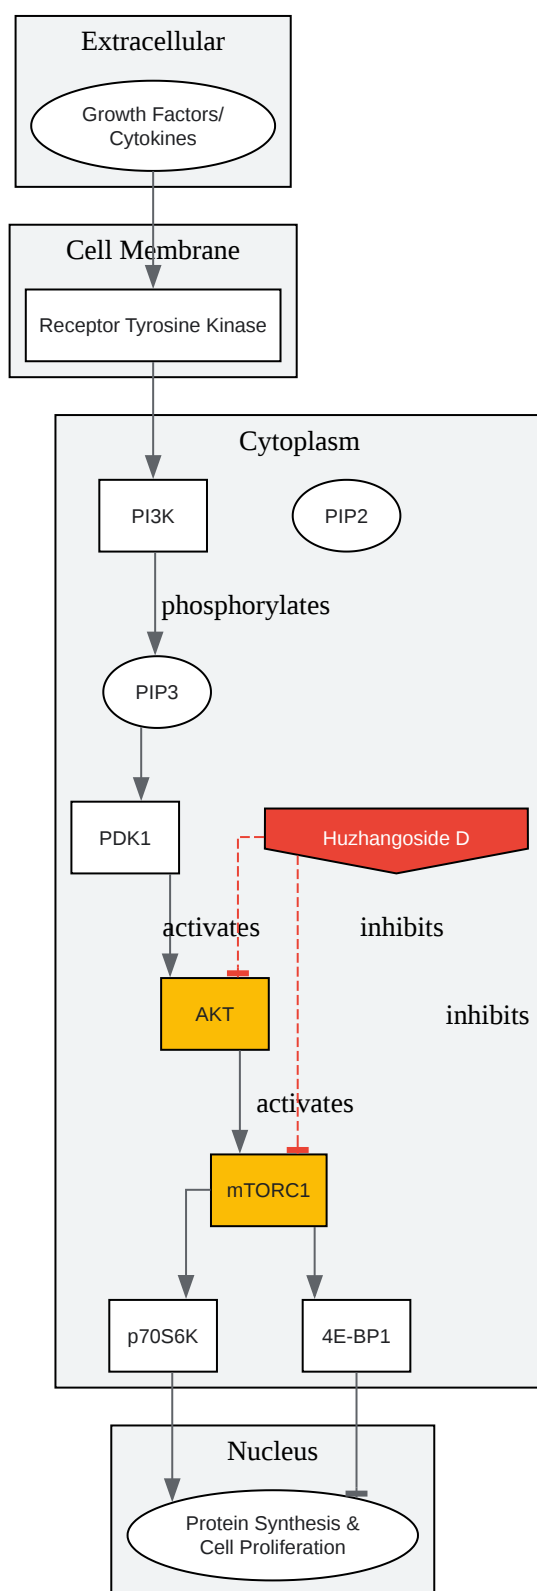 Extracellular
Growth Factors/
Cytokines
Cell Membrane
Receptor Tyrosine Kinase
Cytoplasm
PI3K
PIP2
phosphorylates
PIP3
PDK1
Huzhangoside D
activates
inhibits
AKT
inhibits
activates
mTORC1
p70S6K
4E-BP1
Nucleus
Protein Synthesis &
Cell Proliferation